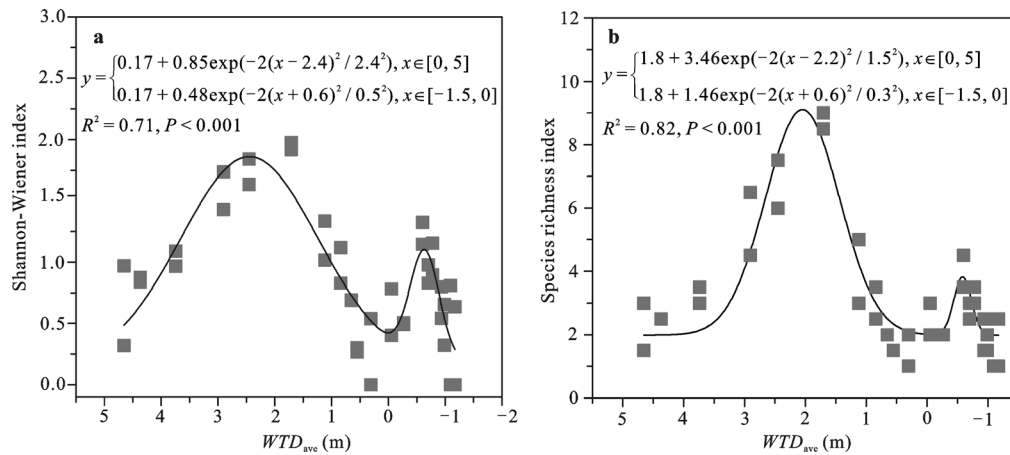 a
y = { 0.17 + 0.85exp(−2(x − 2.4)² / 2.4²), x∈[0, 5]
0.17 + 0.48exp(−2(x + 0.6)² / 0.5²), x∈[−1.5, 0]
R² = 0.71, P < 0.001
Shannon-Wiener index
3.0
2.5
2.0
1.5
1.0
0.5
0.0
5 4 3 2 1 0 −1 −2
WTD_ave (m)
b
y = { 1.8 + 3.46exp(−2(x − 2.2)² / 1.5²), x∈[0, 5]
1.8 + 1.46exp(−2(x + 0.6)² / 0.3²), x∈[−1.5, 0]
R² = 0.82, P < 0.001
Species richness index
12
10
8
6
4
2
0
5 4 3 2 1 0 −1
WTD_ave (m)